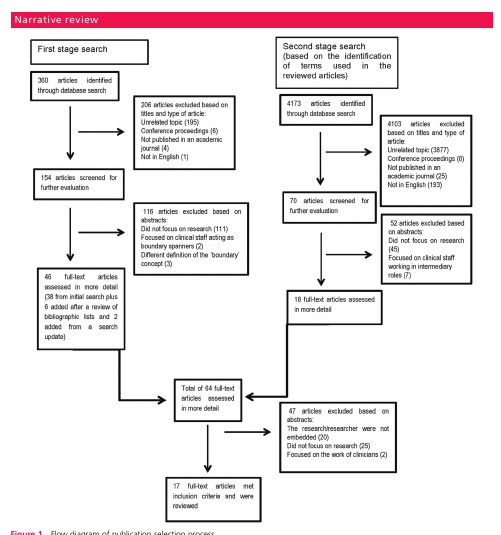 Narrative review
First stage search
360 articles identified
through database search
206 articles excluded based on
titles and type of article:
Unrelated topic (195)
Conference proceedings (6)
Not published in an academic
journal (4)
Not in English (1)
154 articles screened for
further evaluation
116 articles excluded based on
abstracts:
Did not focus on research (111)
Focused on clinical staff acting as
boundary spanners (2)
Different definition of the 'boundary'
concept (3)
46 full-text articles
assessed in more detail
(38 from initial search plus
6 added after a review of
bibliographic lists and 2
added from a search
update)
Second stage search
(based on the identification
of terms used in the
reviewed articles)
4173 articles identified
through database search
4103 articles excluded
based on titles and type of
article:
Unrelated topic (3877)
Conference proceedings (8)
Not published in an
academic journal (25)
Not in English (193)
70 articles screened for
further evaluation
52 articles excluded based
on abstracts:
Did not focus on research
(45)
Focused on clinical staff
working in intermediary
roles (7)
18 full-text articles assessed
in more detail
Total of 64 full-text
articles assessed
in more detail
47 articles excluded based on
abstracts:
The research/researcher were not
embedded (20)
Did not focus on research (25)
Focused on the work of clinicians (2)
17 full-text articles met
inclusion criteria and were
reviewed
Figure 1 Flow diagram of publication selection process